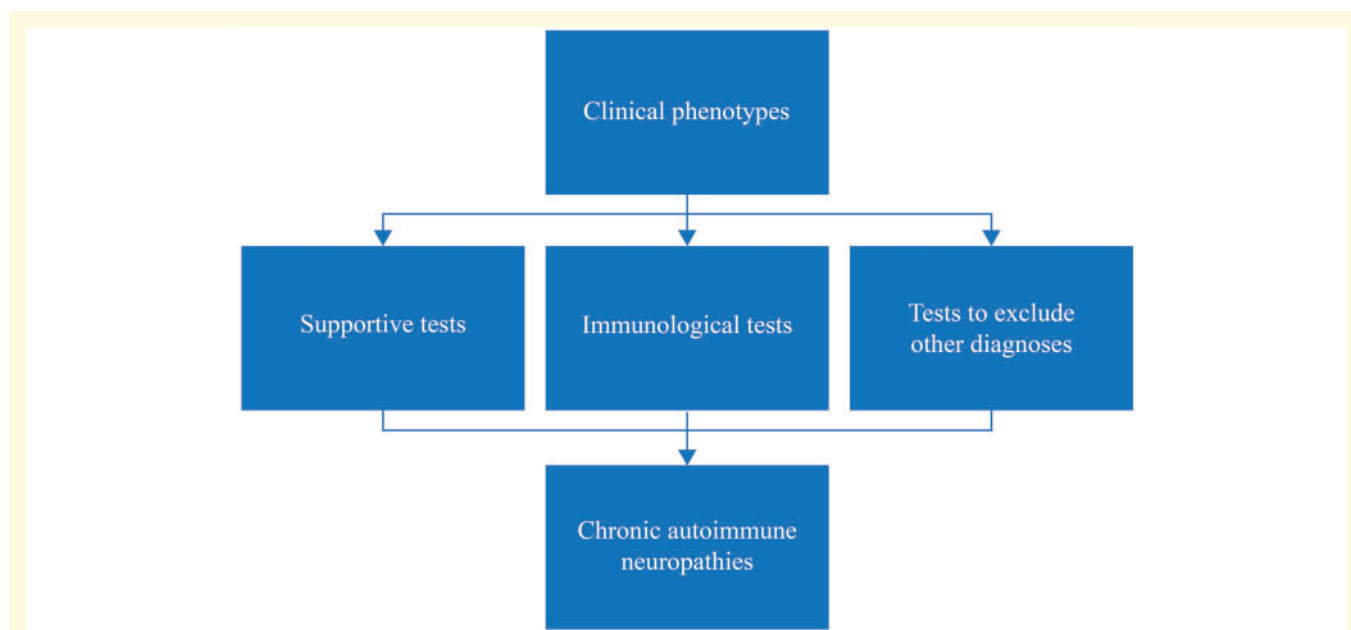 Clinical phenotypes
Supportive tests
Immunological tests
Tests to exclude
other diagnoses
Chronic autoimmune
neuropathies